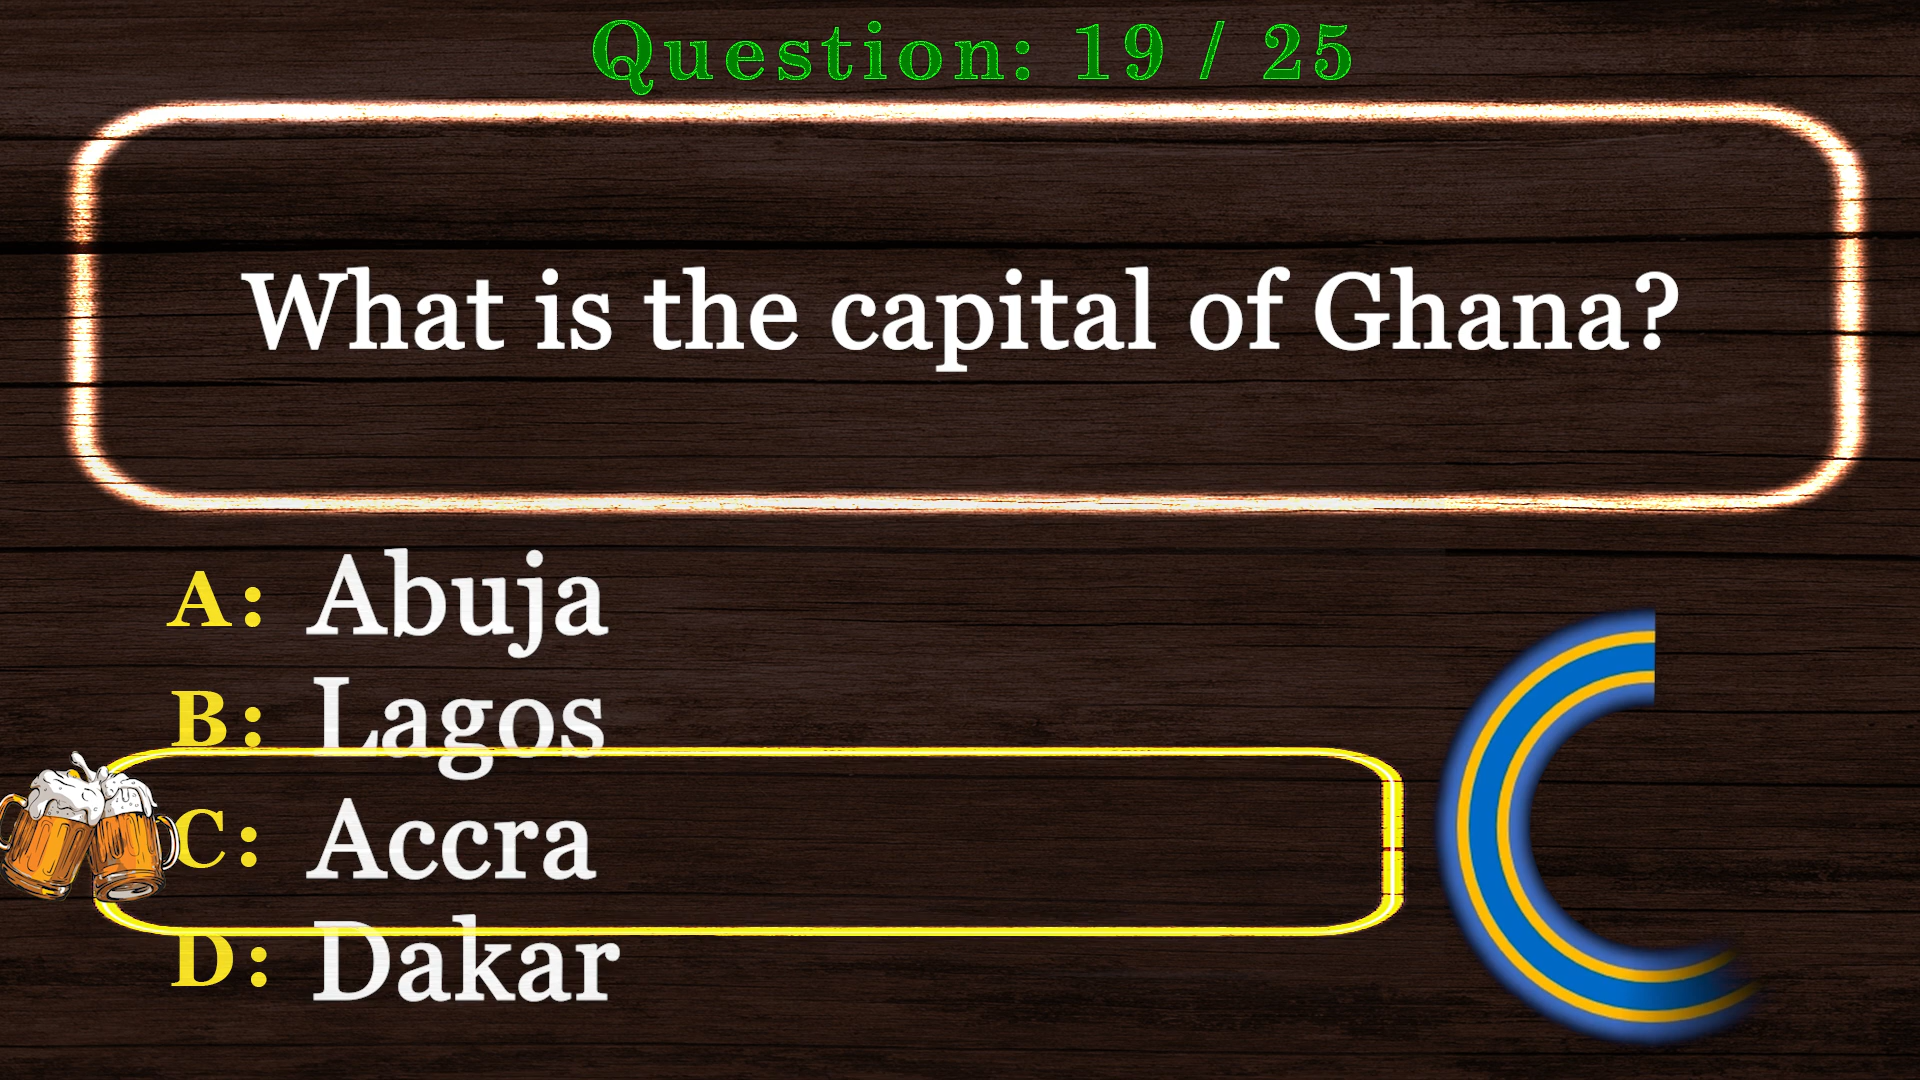 Question: 19 / 25
What is the capital of Ghana?
A: Abuja
B: Lagos
C: Accra
D: Dakar